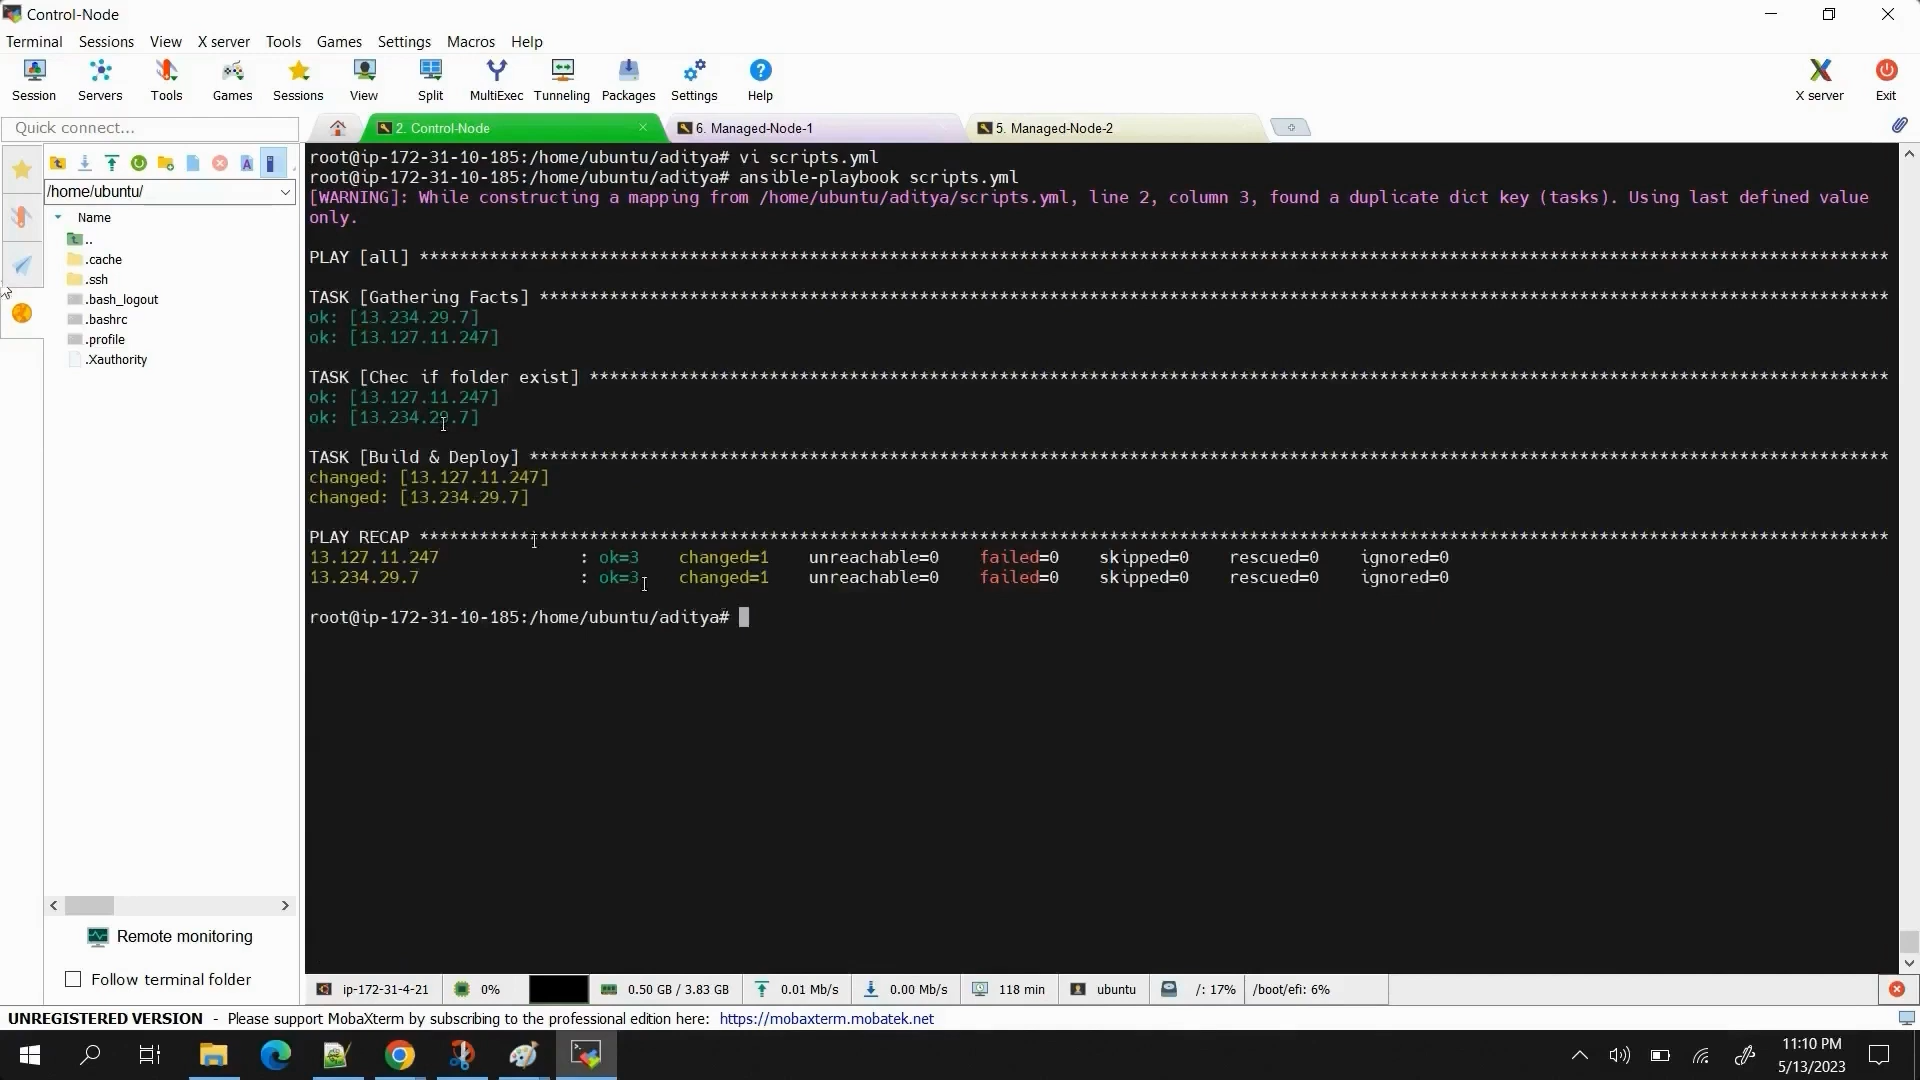 Control-Node
Terminal Sessions View X server Tools Games Settings Macros Help
Session Servers Tools Games Sessions View Split MultiExec Tunneling Packages Settings Help X server Exit
Quick connect...
2. Control-Node
6. Managed-Node-1
5. Managed-Node-2
/home/ubuntu/
Name
..
.cache
.ssh
.bash_logout
.bashrc
.profile
.Xauthority
Remote monitoring
Follow terminal folder
root@ip-172-31-10-185:/home/ubuntu/aditya# vi scripts.yml
root@ip-172-31-10-185:/home/ubuntu/aditya# ansible-playbook scripts.yml
[WARNING]: While constructing a mapping from /home/ubuntu/aditya/scripts.yml, line 2, column 3, found a duplicate dict key (tasks). Using last defined value
only.
PLAY [all] ***************************************************************************************************************************************************
TASK [Gathering Facts] ***************************************************************************************************************************************
ok: [13.234.29.7]
ok: [13.127.11.247]
TASK [Chec if folder exist] **********************************************************************************************************************************
ok: [13.127.11.247]
ok: [13.234.29.7]
TASK [Build & Deploy] ****************************************************************************************************************************************
changed: [13.127.11.247]
changed: [13.234.29.7]
PLAY RECAP ***************************************************************************************************************************************************
13.127.11.247 : ok=3 changed=1 unreachable=0 failed=0 skipped=0 rescued=0 ignored=0
13.234.29.7 : ok=3 changed=1 unreachable=0 failed=0 skipped=0 rescued=0 ignored=0
root@ip-172-31-10-185:/home/ubuntu/aditya#
ip-172-31-4-21 0% 0.50 GB / 3.83 GB 0.01 Mb/s 0.00 Mb/s 118 min ubuntu /: 17% /boot/efi: 6%
UNREGISTERED VERSION - Please support MobaXterm by subscribing to the professional edition here: https://mobaxterm.mobatek.net
11:10 PM
5/13/2023